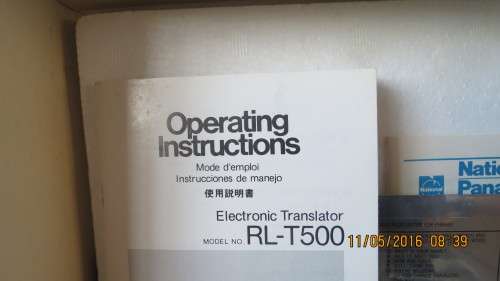 Operating
Instructions
Mode d'emploi
Instrucciones de manejo
使用説明書
Electronic Translator
MODEL NO. RL-T500
Natio
Pana
National
11/05/2016 08:39